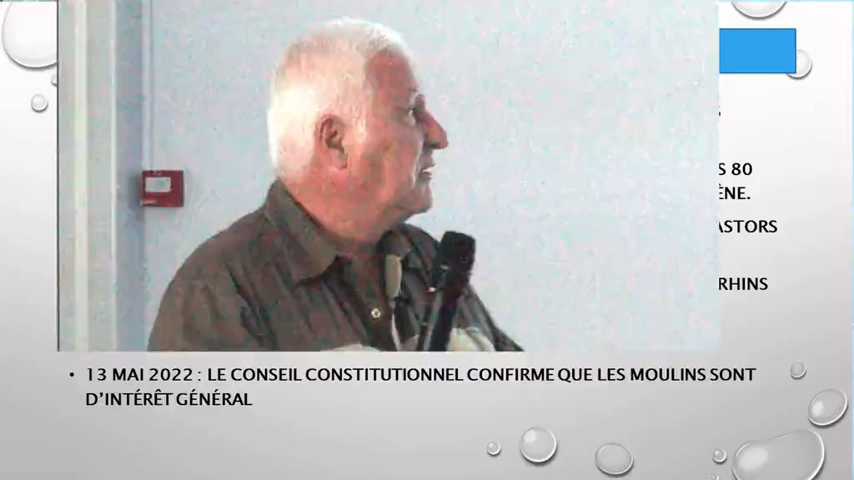 S 80
ÈNE.
ASTORS
RHINS
• 13 MAI 2022 : LE CONSEIL CONSTITUTIONNEL CONFIRME QUE LES MOULINS SONT
D'INTÉRÊT GÉNÉRAL